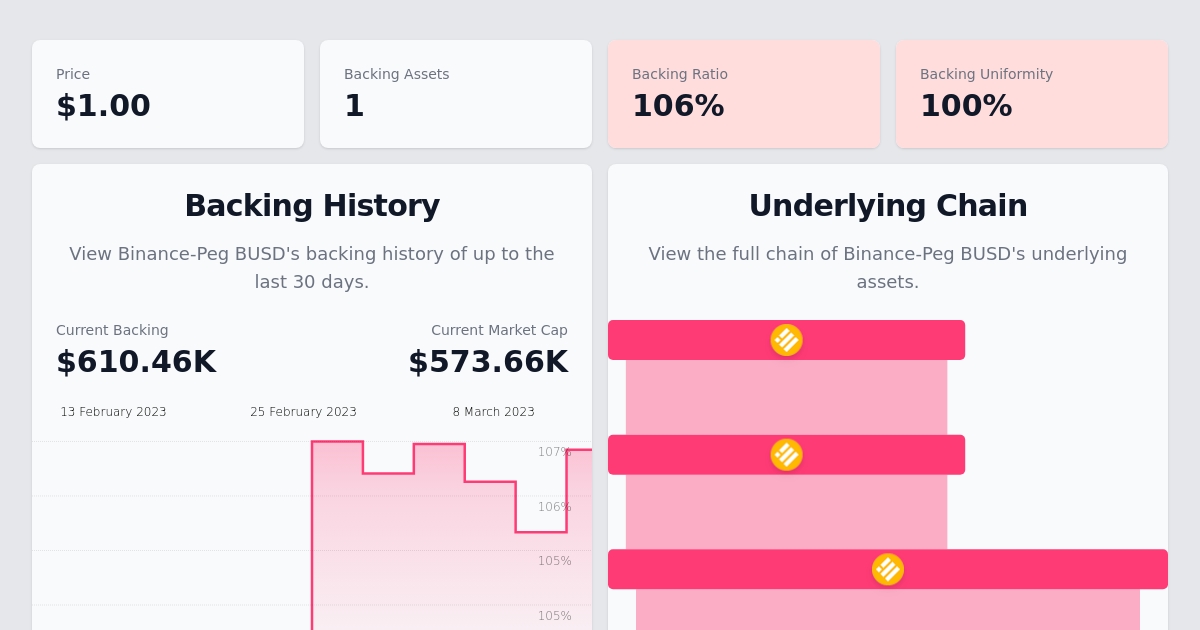 Price
$1.00
Backing Assets
1
Backing Ratio
106%
Backing Uniformity
100%
Backing History
View Binance-Peg BUSD's backing history of up to the
last 30 days.
Current Backing
$610.46K
Current Market Cap
$573.66K
13 February 2023
25 February 2023
8 March 2023
107%
106%
105%
105%
Underlying Chain
View the full chain of Binance-Peg BUSD's underlying
assets.